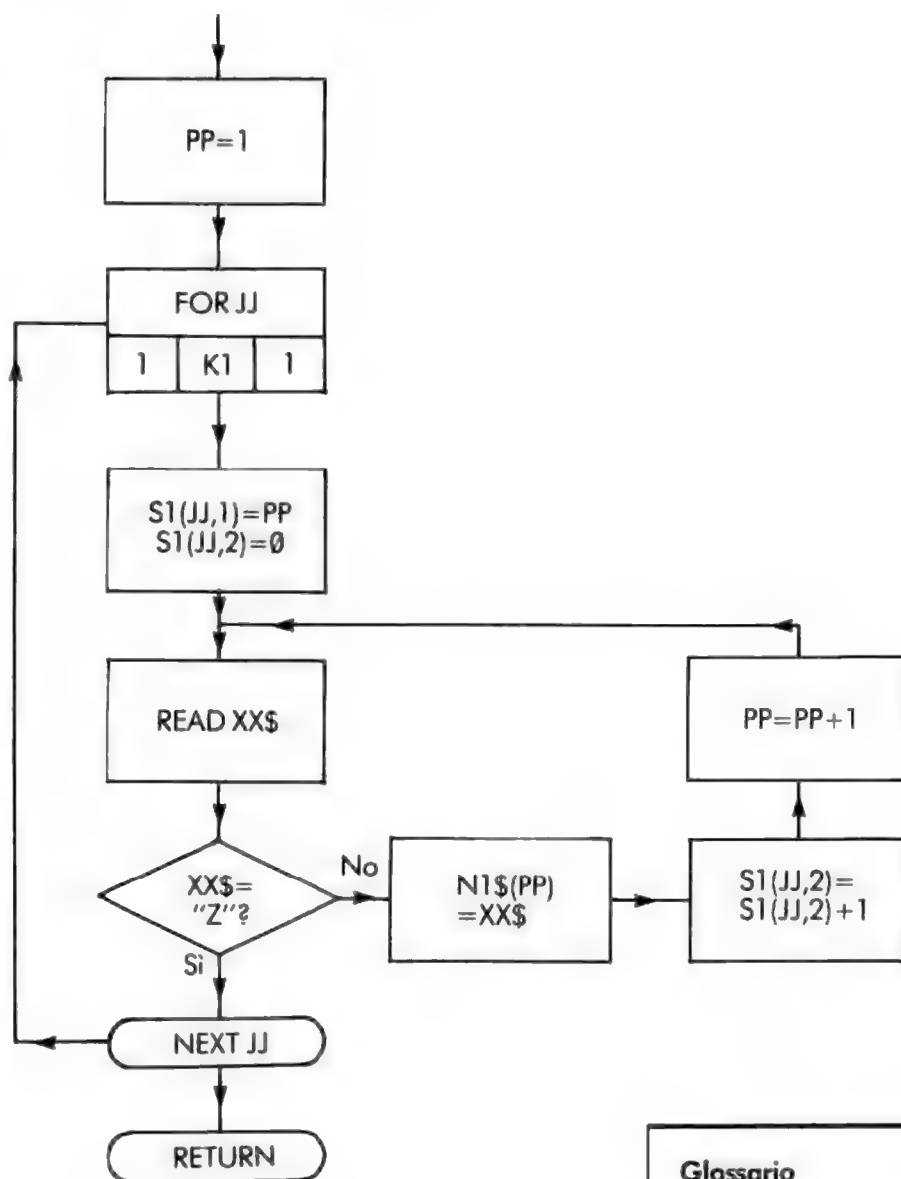 PP=1
FOR JJ
1 K1 1
S1(JJ,1)=PP
S1(JJ,2)=Ø
READ XX$
PP=PP+1
XX$=
"Z"?
No
Sì
N1$(PP)
=XX$
S1(JJ,2)=
S1(JJ,2)+1
NEXT JJ
RETURN
Glossario